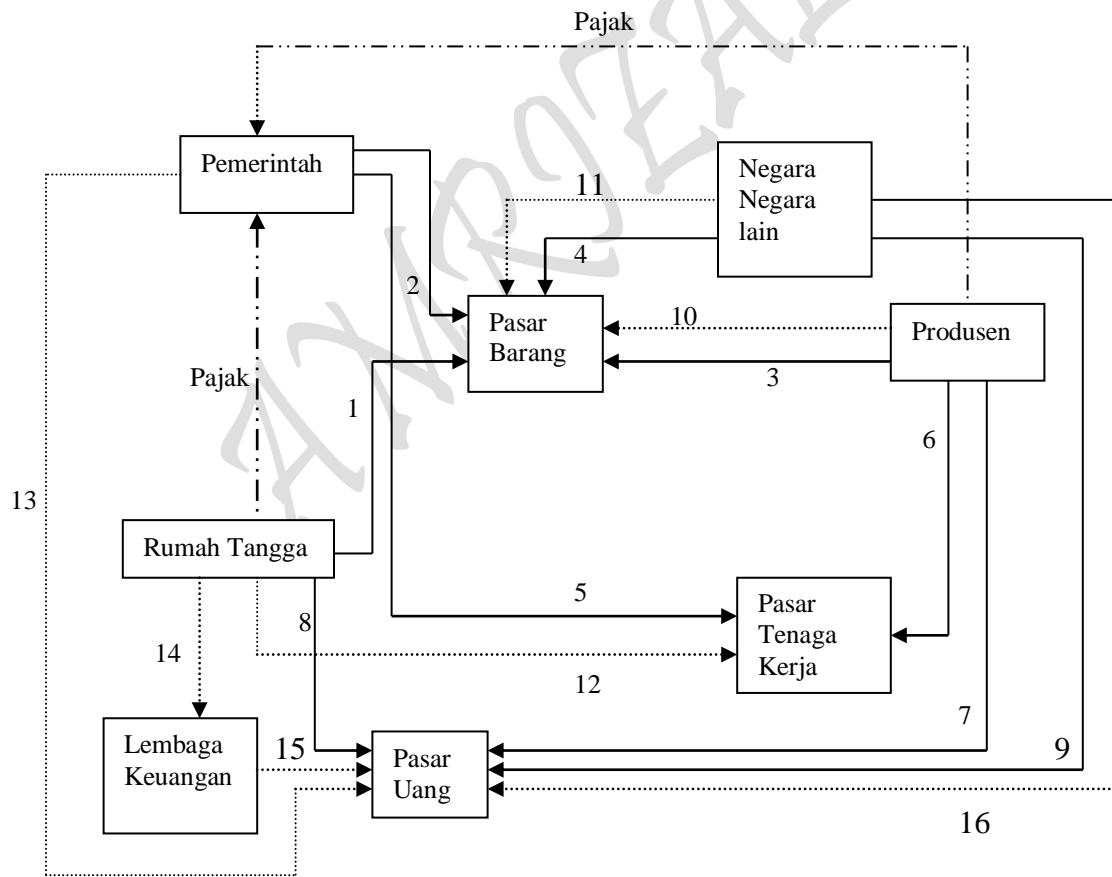 Pajak
Pemerintah
Negara
Negara
lain
11
4
2
Pasar
Barang
10
Produsen
3
Pajak
1
6
13
Rumah Tangga
5
Pasar
Tenaga
Kerja
8
14
12
7
Lembaga
Keuangan
15
Pasar
Uang
9
16